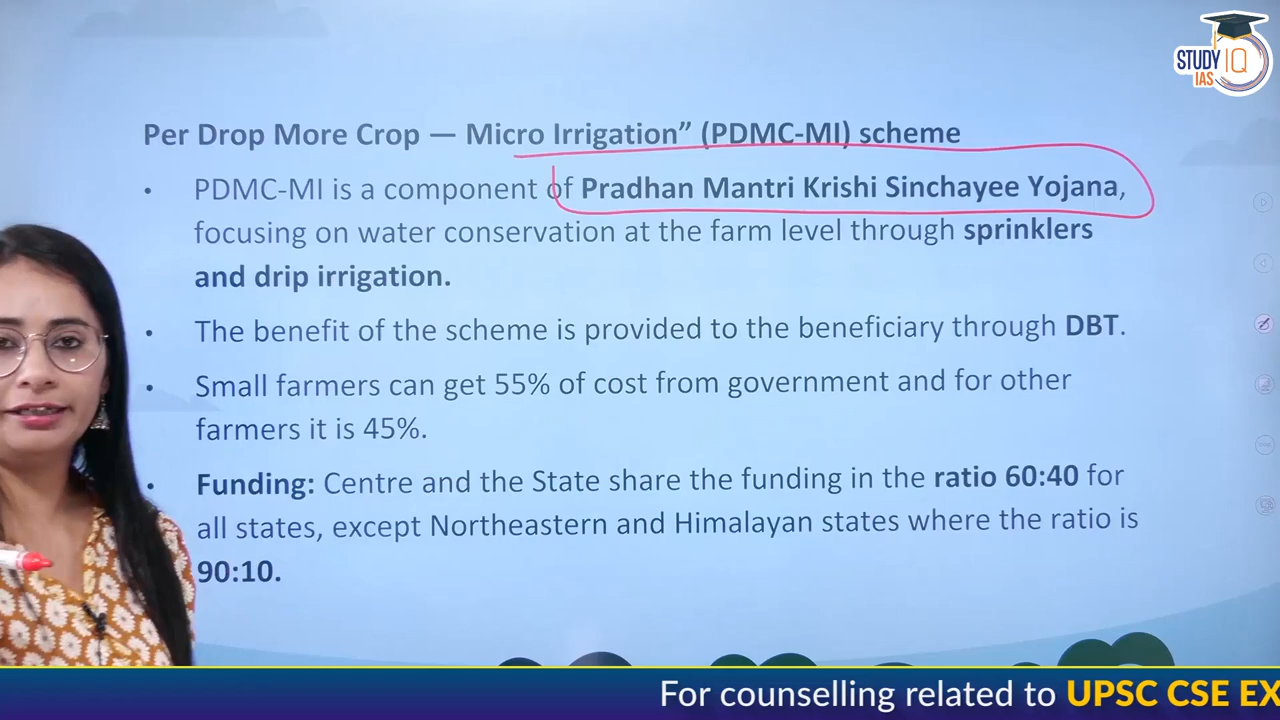 STUDY IQ
IAS
Per Drop More Crop — Micro Irrigation” (PDMC-MI) scheme
• PDMC-MI is a component of Pradhan Mantri Krishi Sinchayee Yojana,
focusing on water conservation at the farm level through sprinklers
and drip irrigation.
• The benefit of the scheme is provided to the beneficiary through DBT.
• Small farmers can get 55% of cost from government and for other
farmers it is 45%.
• Funding: Centre and the State share the funding in the ratio 60:40 for
all states, except Northeastern and Himalayan states where the ratio is
90:10.
For counselling related to UPSC CSE EX